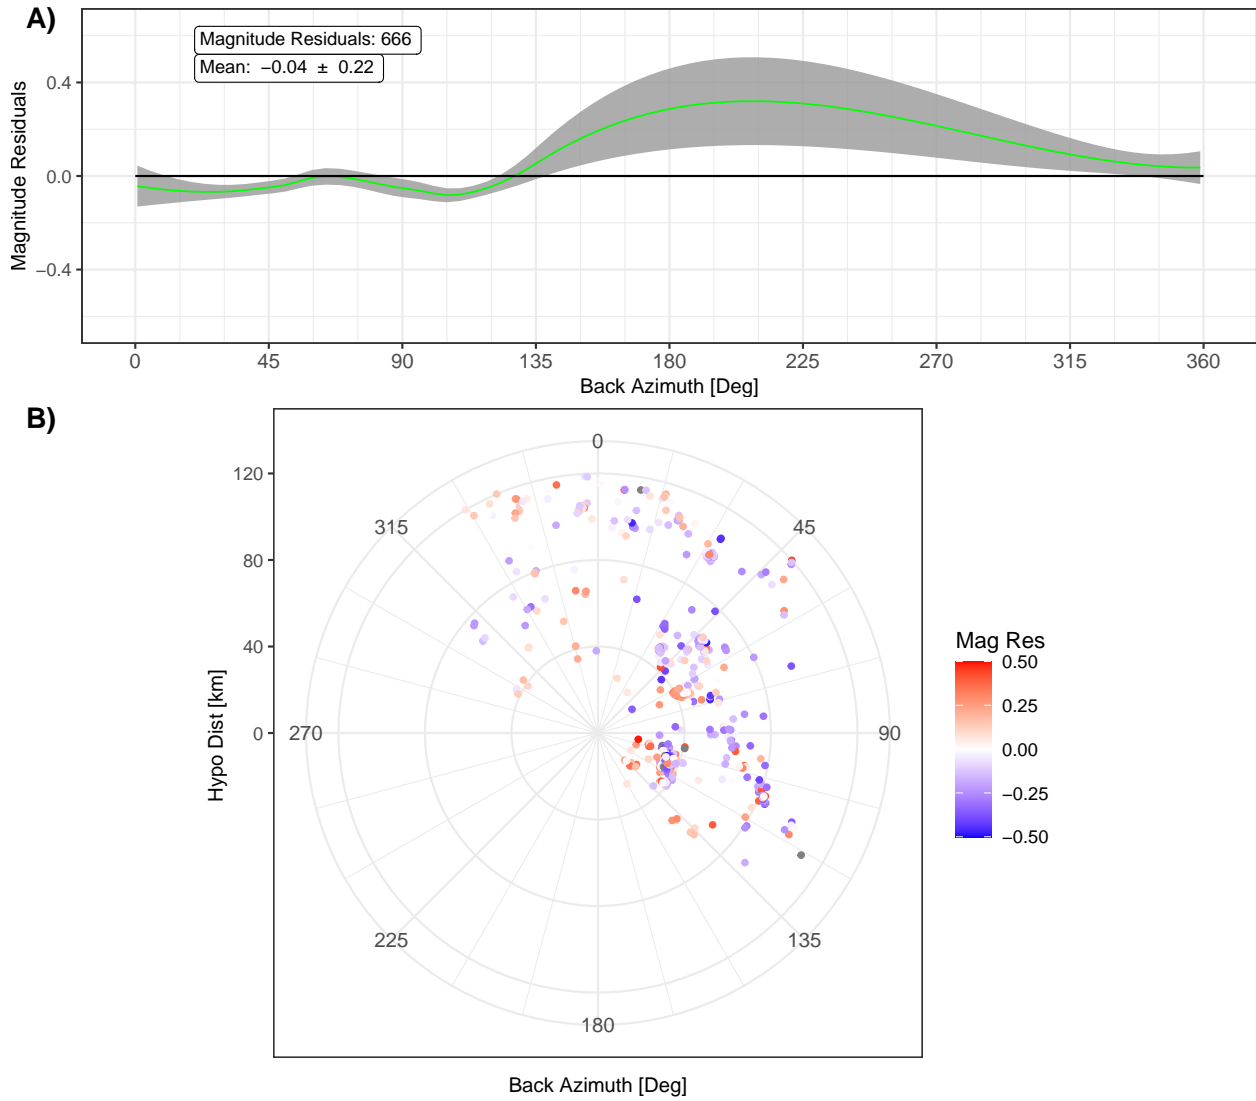 A)
Magnitude Residuals: 666
Mean: −0.04 ± 0.22
Magnitude Residuals
0.4
0.0
−0.4
0 45 90 135 180 225 270 315 360
Back Azimuth [Deg]
B)
0
45
90
135
180
225
270
315
120
80
40
0
Hypo Dist [km]
Back Azimuth [Deg]
Mag Res
0.50
0.25
0.00
−0.25
−0.50